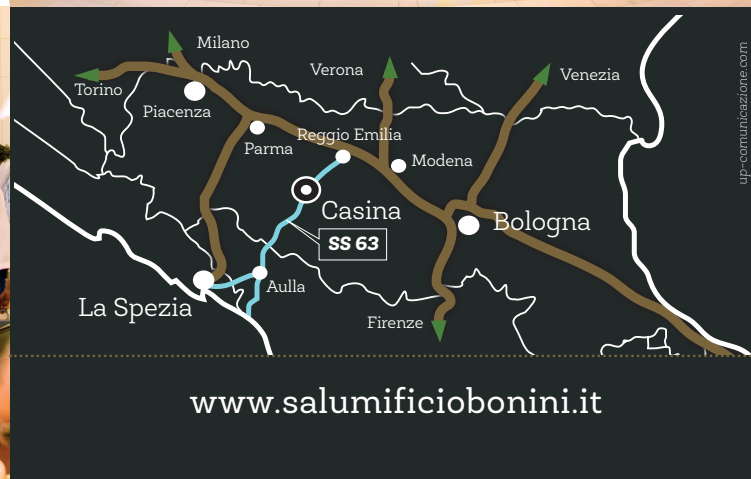 Milano
Verona
Venezia
Torino
Piacenza
Reggio Emilia
Parma
Modena
Casina
Bologna
SS 63
Aulla
La Spezia
Firenze
www.salumificiobonini.it
up-comunicazione.com